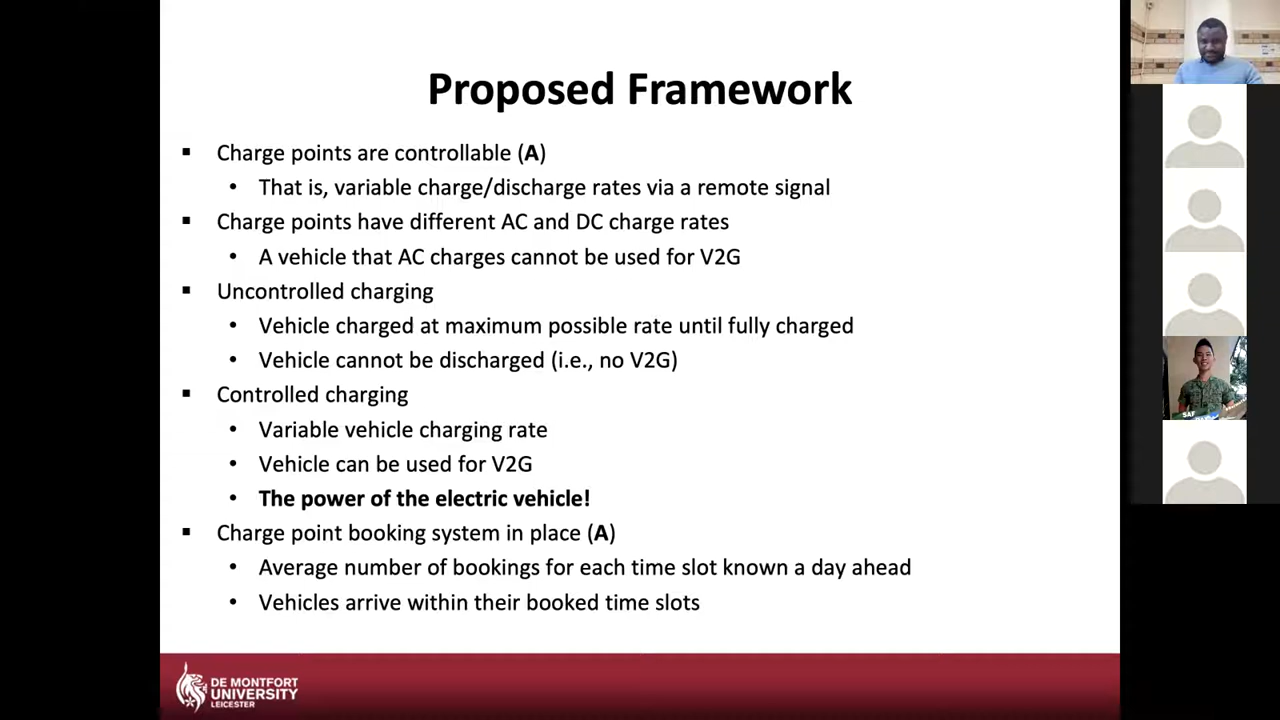 Proposed Framework
▪ Charge points are controllable (A)
• That is, variable charge/discharge rates via a remote signal
▪ Charge points have different AC and DC charge rates
• A vehicle that AC charges cannot be used for V2G
▪ Uncontrolled charging
• Vehicle charged at maximum possible rate until fully charged
• Vehicle cannot be discharged (i.e., no V2G)
▪ Controlled charging
• Variable vehicle charging rate
• Vehicle can be used for V2G
• The power of the electric vehicle!
▪ Charge point booking system in place (A)
• Average number of bookings for each time slot known a day ahead
• Vehicles arrive within their booked time slots
DE MONTFORT
UNIVERSITY
LEICESTER
SAF